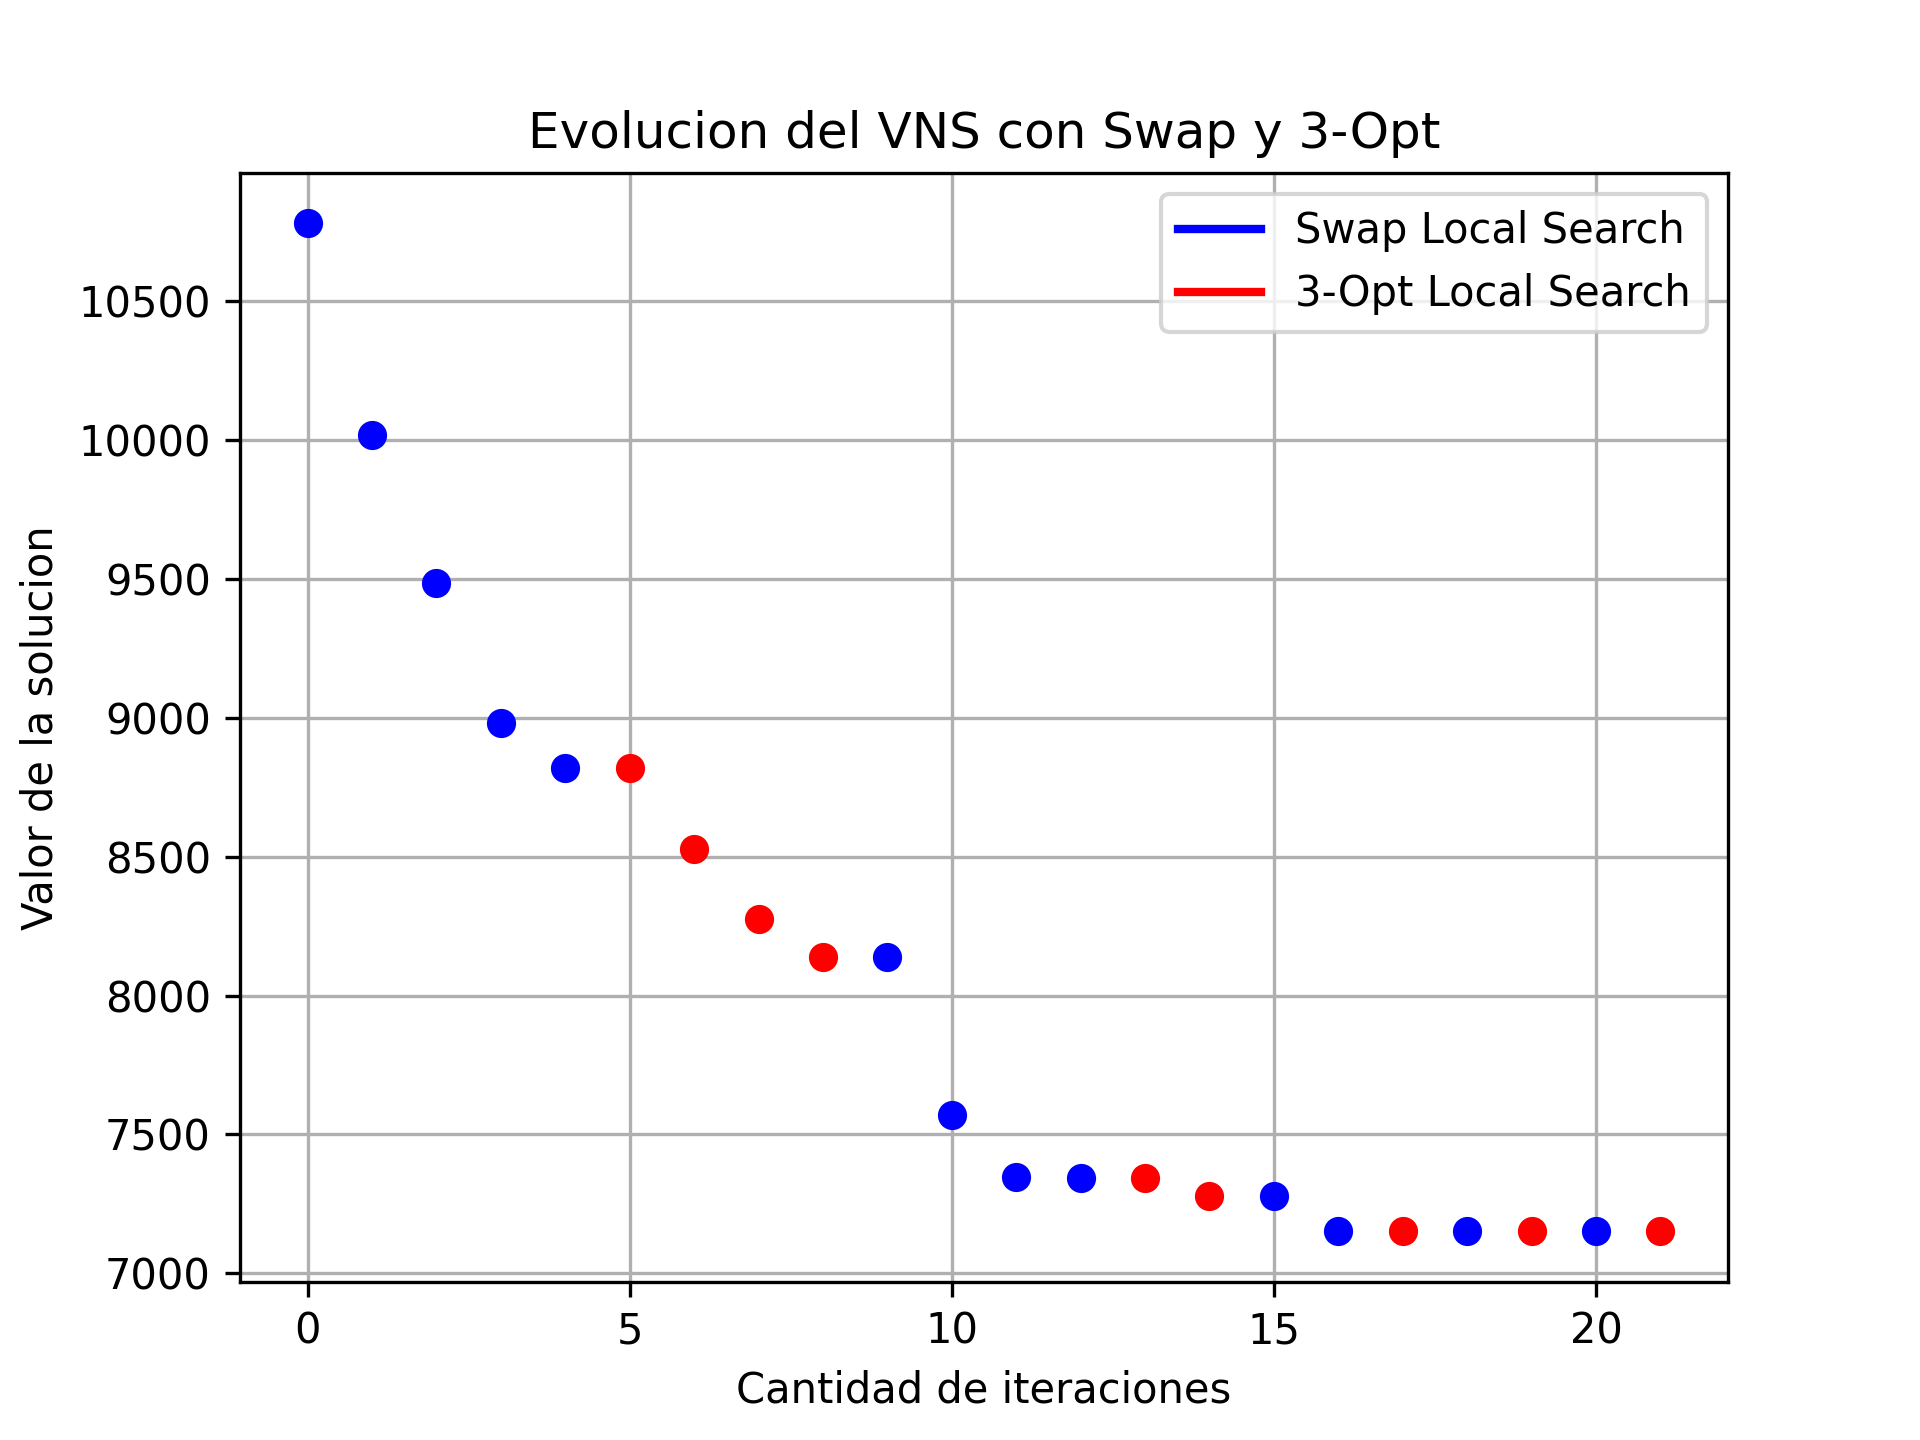 Evolucion del VNS con Swap y 3-Opt
Swap Local Search
3-Opt Local Search
Valor de la solucion
10500
10000
9500
9000
8500
8000
7500
7000
0 5 10 15 20
Cantidad de iteraciones